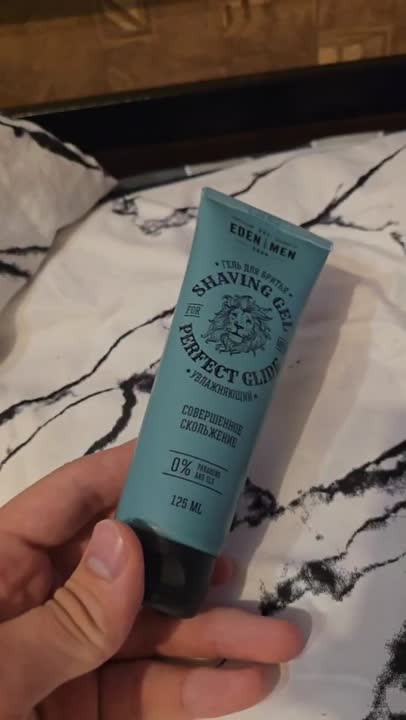 EDEN MEN
• ГЕЛЬ ДЛЯ БРИТЬЯ •
SHAVING GEL
FOR
PERFECT GLIDE
• УВЛАЖНЯЮЩИЙ •
СОВЕРШЕННОЕ
СКОЛЬЖЕНИЕ
0% PARABENS
AND SLS
125 ML